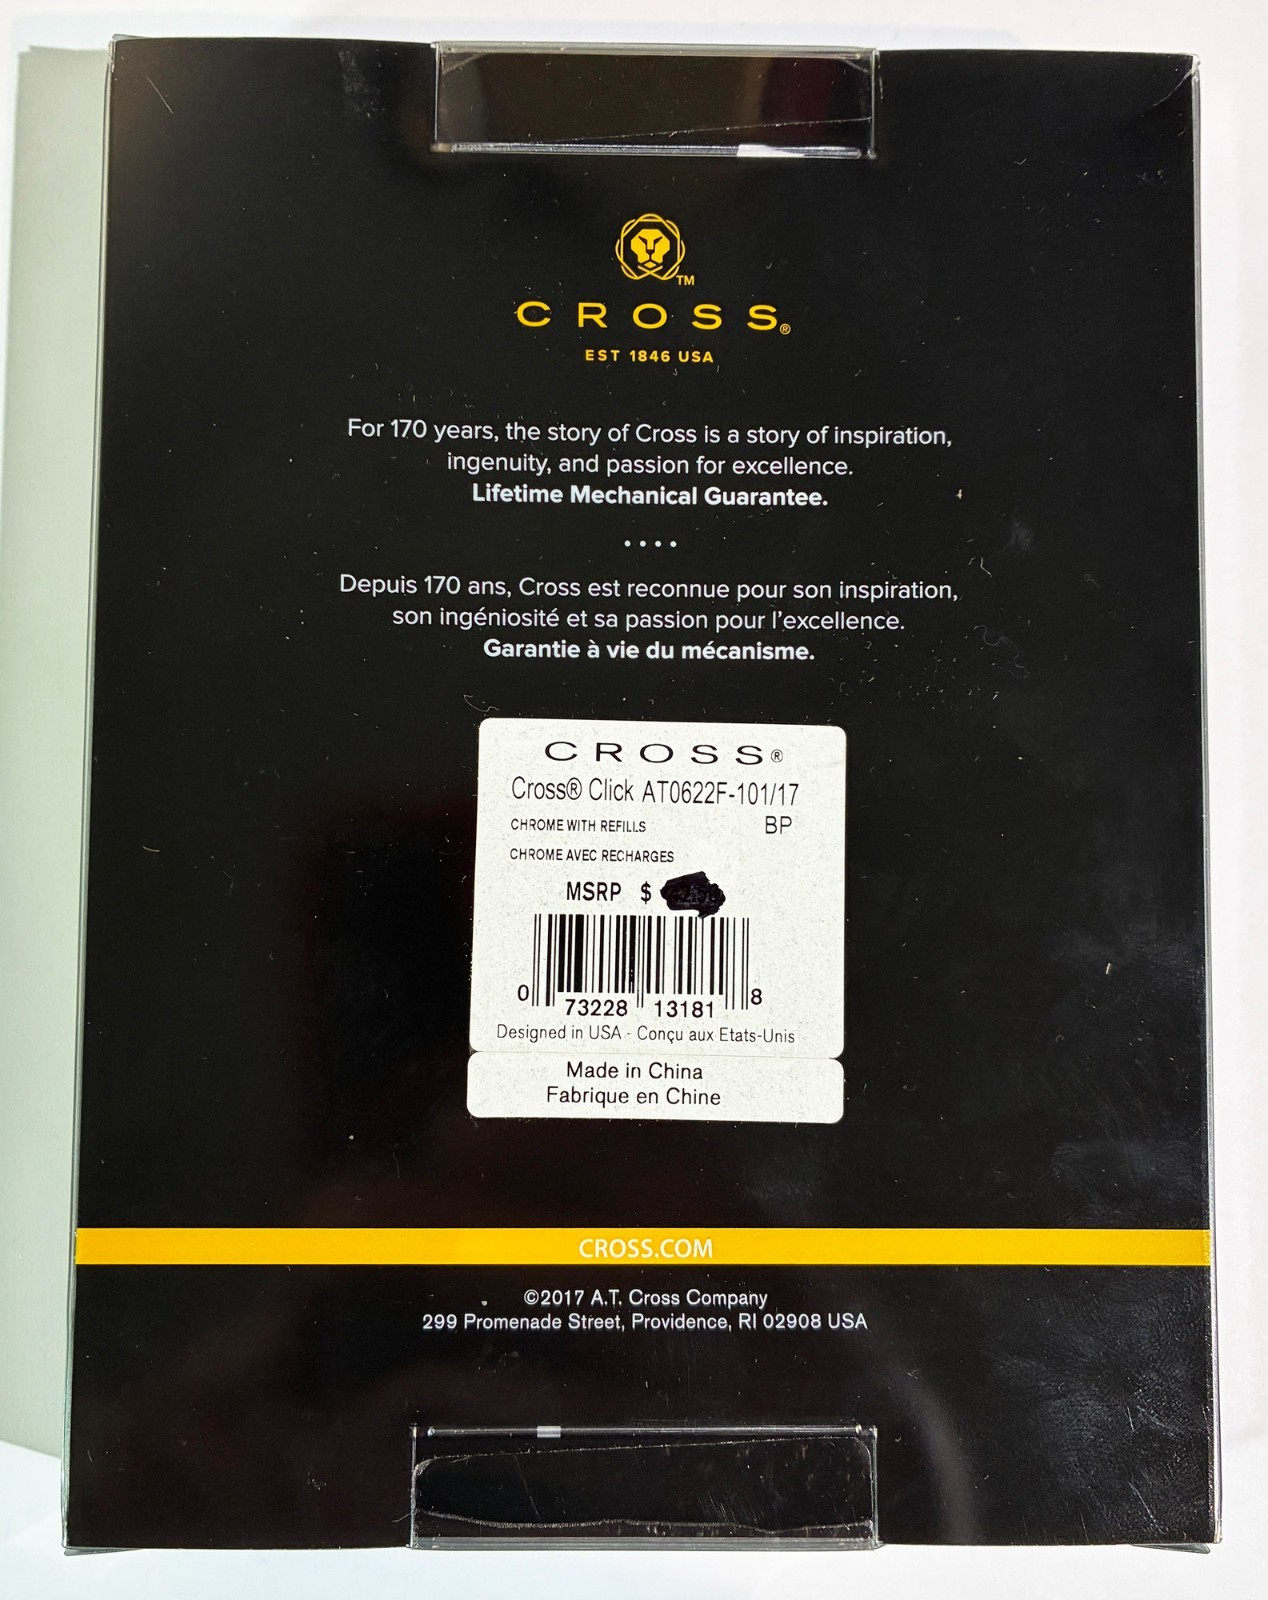 TM
CROSS®
EST 1846 USA
For 170 years, the story of Cross is a story of inspiration,
ingenuity, and passion for excellence.
Lifetime Mechanical Guarantee.
....
Depuis 170 ans, Cross est reconnue pour son inspiration,
son ingéniosité et sa passion pour l'excellence.
Garantie à vie du mécanisme.
CROSS®
Cross® Click AT0622F-101/17
CHROME WITH REFILLS BP
CHROME AVEC RECHARGES
MSRP $
0 73228 13181 8
Designed in USA - Conçu aux Etats-Unis
Made in China
Fabrique en Chine
CROSS.COM
©2017 A.T. Cross Company
299 Promenade Street, Providence, RI 02908 USA